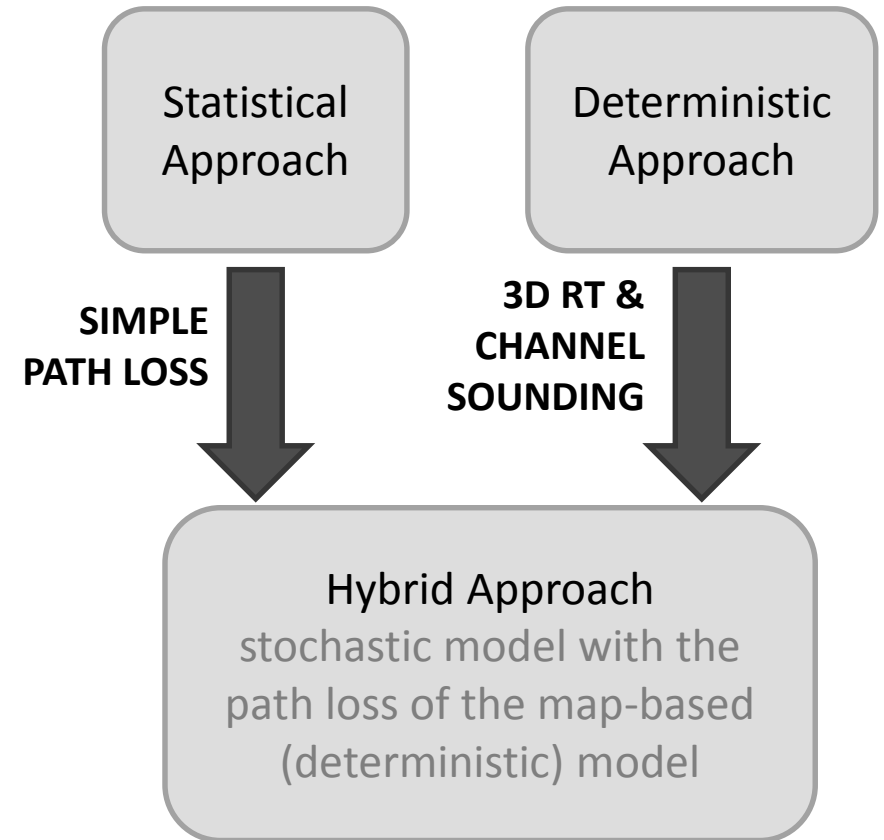 Statistical
Approach
Deterministic
Approach
SIMPLE
PATH LOSS
3D RT &
CHANNEL
SOUNDING
Hybrid Approach
stochastic model with the
path loss of the map-based
(deterministic) model